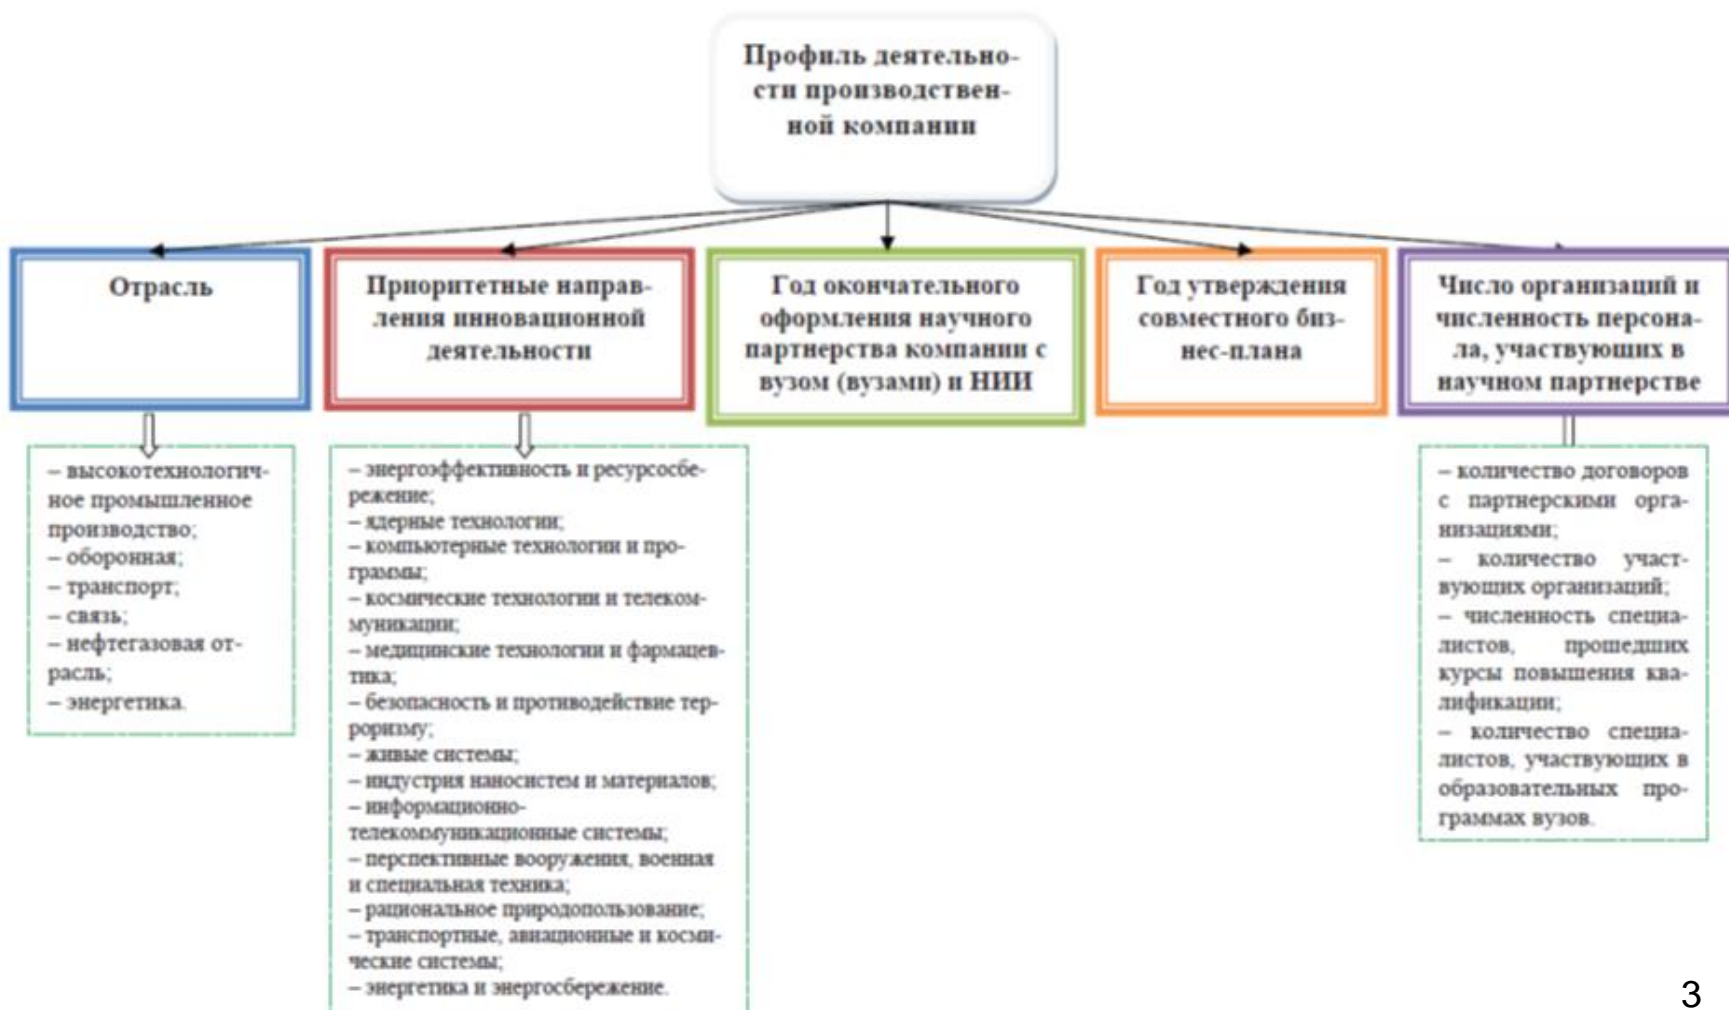 Профиль деятельно-
сти производствен-
ной компании
Отрасль
Приоритетные направ-
ления инновационной
деятельности
Год окончательного
оформления научного
партнерства компании с
вузом (вузами) и НИИ
Год утверждения
совместного биз-
нес-плана
Число организаций и
численность персона-
ла, участвующих в
научном партнерстве
– высокотехнологич-
ное промышленное
производство;
– оборонная;
– транспорт;
– связь;
– нефтегазовая от-
расль;
– энергетика.
– энергоэффективность и ресурсосбе-
режение;
– ядерные технологии;
– компьютерные технологии и про-
граммы;
– космические технологии и телеком-
муникации;
– медицинские технологии и фармацев-
тика;
– безопасность и противодействие тер-
роризму;
– живые системы;
– индустрия наносистем и материалов;
– информационно-
телекоммуникационные системы;
– перспективные вооружения, военная
и специальная техника;
– рациональное природопользование;
– транспортные, авиационные и косми-
ческие системы;
– энергетика и энергосбережение.
– количество договоров
с партнерскими орга-
низациями;
– количество участ-
вующих организаций;
– численность специа-
листов, прошедших
курсы повышения ква-
лификации;
– количество специа-
листов, участвующих в
образовательных про-
граммах вузов.
3